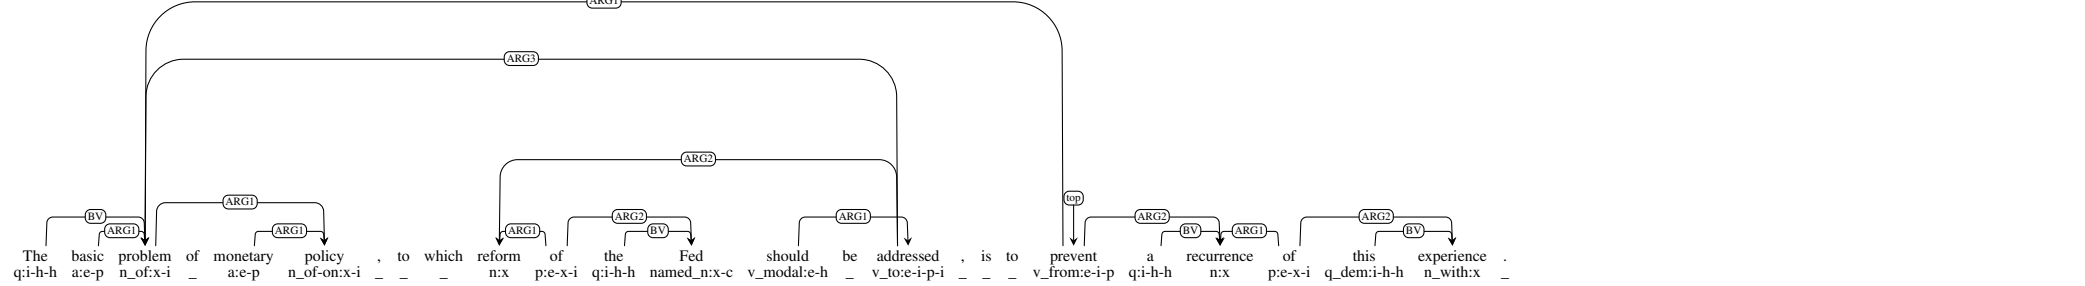 ARG1
ARG3
ARG2
top
ARG1
BV ARG2 ARG1 ARG2 ARG2
ARG1 ARG1 ARG1 BV BV ARG1 BV
The basic problem of monetary policy , to which reform of the Fed should be addressed , is to prevent a recurrence of this experience .
q:i-h-h a:e-p n_of:x-i _ a:e-p n_of-on:x-i _ _ _ n:x p:e-x-i q:i-h-h named_n:x-c v_modal:e-h _ v_to:e-i-p-i _ _ _ v_from:e-i-p q:i-h-h n:x p:e-x-i q_dem:i-h-h n_with:x _